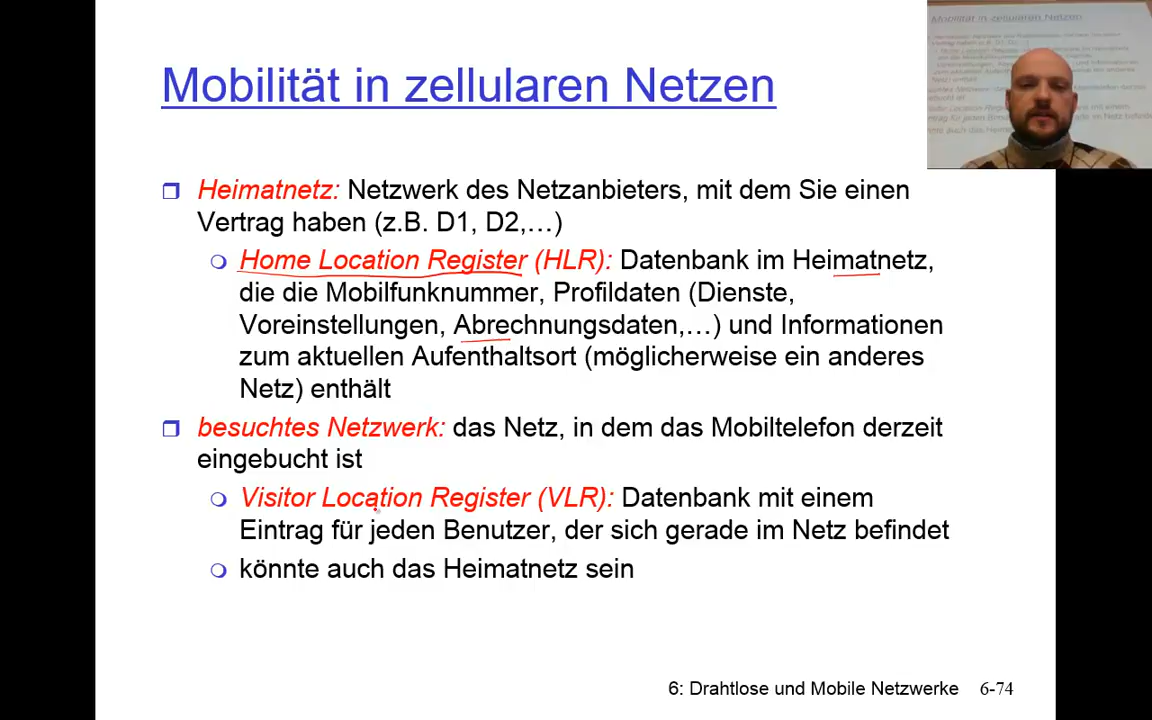 Mobilität in zellularen Netzen
Heimatnetz: Netzwerk des Netzanbieters, mit dem Sie einen
Vertrag haben (z.B. D1, D2,…)
Home Location Register (HLR): Datenbank im Heimatnetz,
die die Mobilfunknummer, Profildaten (Dienste,
Voreinstellungen, Abrechnungsdaten,…) und Informationen
zum aktuellen Aufenthaltsort (möglicherweise ein anderes
Netz) enthält
besuchtes Netzwerk: das Netz, in dem das Mobiltelefon derzeit
eingebucht ist
Visitor Location Register (VLR): Datenbank mit einem
Eintrag für jeden Benutzer, der sich gerade im Netz befindet
könnte auch das Heimatnetz sein
6: Drahtlose und Mobile Netzwerke 6-74
Mobilität in zellularen Netzen